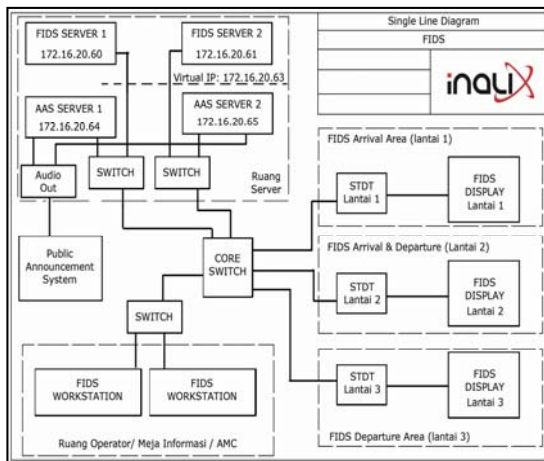 Single Line Diagram
FIDS
inaliX
FIDS SERVER 1
172.16.20.60
FIDS SERVER 2
172.16.20.61
Virtual IP: 172.16.20.63
AAS SERVER 1
172.16.20.64
AAS SERVER 2
172.16.20.65
Audio
Out
SWITCH
SWITCH
Ruang
Server
Public
Announcement
System
CORE
SWITCH
SWITCH
FIDS
WORKSTATION
FIDS
WORKSTATION
Ruang Operator/ Meja Informasi / AMC
FIDS Arrival Area (lantai 1)
STDT
Lantai 1
FIDS
DISPLAY
Lantai 1
FIDS Arrival & Departure (Lantai 2)
STDT
Lantai 2
FIDS
DISPLAY
Lantai 2
STDT
Lantai 3
FIDS
DISPLAY
Lantai 3
FIDS Departure Area (lantai 3)